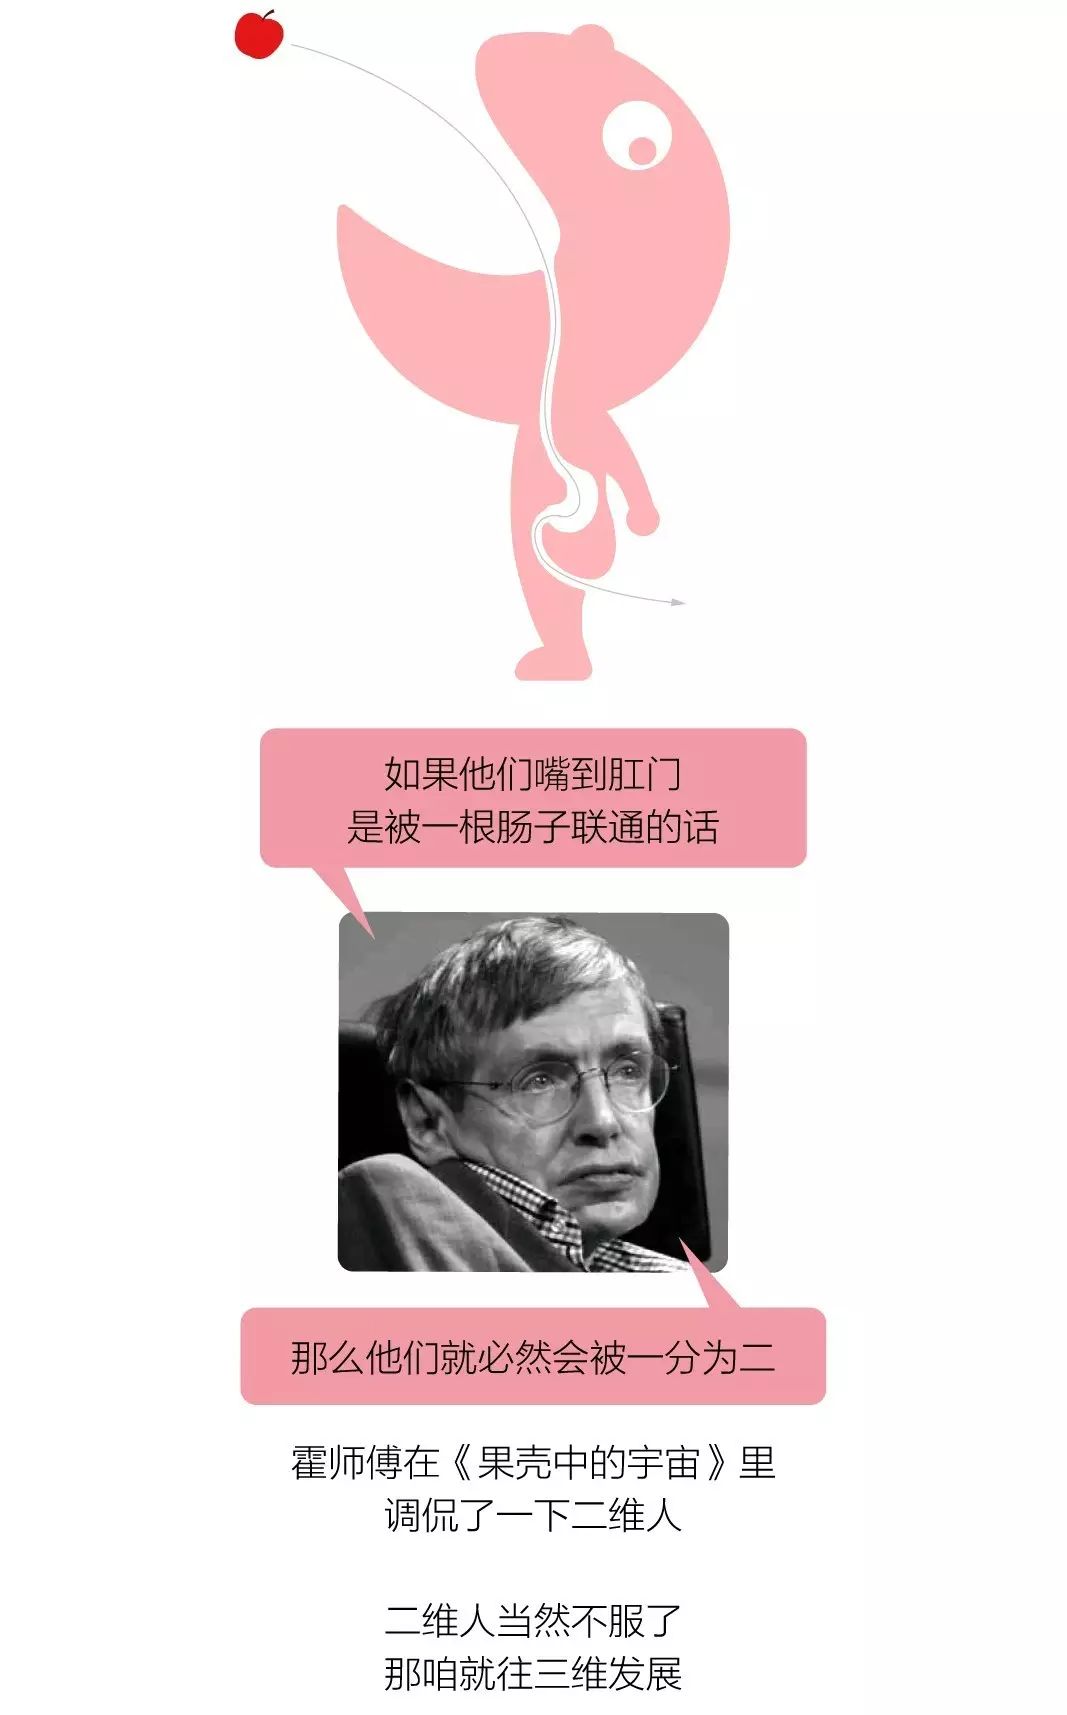 如果他们嘴到肛门
是被一根肠子联通的话
那么他们就必然会被一分为二
霍师傅在《果壳中的宇宙》里
调侃了一下二维人
二维人当然不服了
那咱就往三维发展